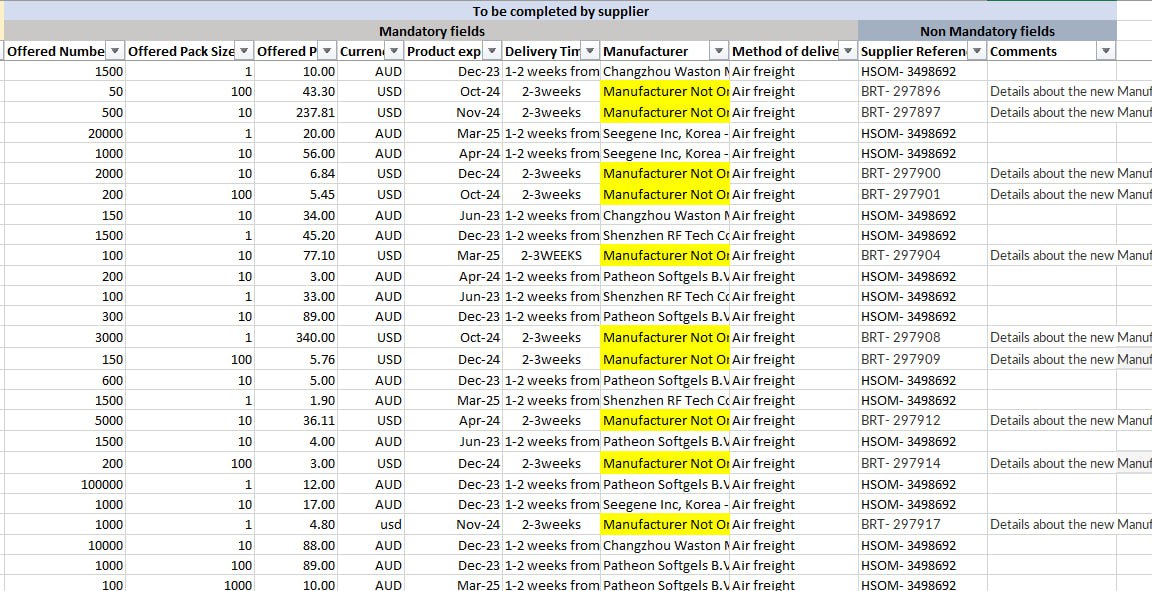 To be completed by supplier
Mandatory fields Non Mandatory fields
Offered Numbe Offered Pack Size Offered P Curren Product exp Delivery Tim Manufacturer Method of delive Supplier Referen Comments
1500 1 10.00 AUD Dec-23 1-2 weeks from Changzhou Waston Air freight HSOM- 3498692
50 100 43.30 USD Oct-24 2-3weeks Manufacturer Not Air freight BRT- 297896 Details about the new Manuf
500 10 237.81 USD Nov-24 2-3weeks Manufacturer Not Air freight BRT- 297897 Details about the new Manuf
20000 1 20.00 AUD Mar-25 1-2 weeks from Seegene Inc, Korea - Air freight HSOM- 3498692
1000 10 56.00 AUD Apr-24 1-2 weeks from Seegene Inc, Korea - Air freight HSOM- 3498692
2000 10 6.84 USD Dec-24 2-3weeks Manufacturer Not Air freight BRT- 297900 Details about the new Manuf
200 100 5.45 USD Oct-24 2-3weeks Manufacturer Not Air freight BRT- 297901 Details about the new Manuf
150 10 34.00 AUD Jun-23 1-2 weeks from Changzhou Waston Air freight HSOM- 3498692
1500 1 45.20 AUD Dec-23 1-2 weeks from Shenzhen RF Tech Air freight HSOM- 3498692
100 10 77.10 USD Mar-25 2-3WEEKS Manufacturer Not Air freight BRT- 297904 Details about the new Manuf
200 10 3.00 AUD Apr-24 1-2 weeks from Patheon Softgels B.V Air freight HSOM- 3498692
100 1 33.00 AUD Jun-23 1-2 weeks from Shenzhen RF Tech Air freight HSOM- 3498692
300 10 89.00 AUD Dec-23 1-2 weeks from Patheon Softgels B.V Air freight HSOM- 3498692
3000 1 340.00 USD Oct-24 2-3weeks Manufacturer Not Air freight BRT- 297908 Details about the new Manuf
150 100 5.76 USD Dec-24 2-3weeks Manufacturer Not Air freight BRT- 297909 Details about the new Manuf
600 10 5.00 AUD Dec-23 1-2 weeks from Patheon Softgels B.V Air freight HSOM- 3498692
1500 1 1.90 AUD Mar-25 1-2 weeks from Shenzhen RF Tech Air freight HSOM- 3498692
5000 10 36.11 USD Apr-24 2-3weeks Manufacturer Not Air freight BRT- 297912 Details about the new Manuf
1500 10 4.00 AUD Jun-23 1-2 weeks from Patheon Softgels B.V Air freight HSOM- 3498692
200 100 3.00 USD Dec-24 2-3weeks Manufacturer Not Air freight BRT- 297914 Details about the new Manuf
100000 1 12.00 AUD Dec-23 1-2 weeks from Patheon Softgels B.V Air freight HSOM- 3498692
1000 10 17.00 AUD Dec-23 1-2 weeks from Seegene Inc, Korea - Air freight HSOM- 3498692
1000 1 4.80 usd Nov-24 2-3weeks Manufacturer Not Air freight BRT- 297917 Details about the new Manuf
10000 10 88.00 AUD Dec-23 1-2 weeks from Changzhou Waston Air freight HSOM- 3498692
1000 100 89.00 AUD Dec-23 1-2 weeks from Patheon Softgels B.V Air freight HSOM- 3498692
100 1000 10.00 AUD Mar-25 1-2 weeks from Patheon Softgels B.V Air freight HSOM- 3498692